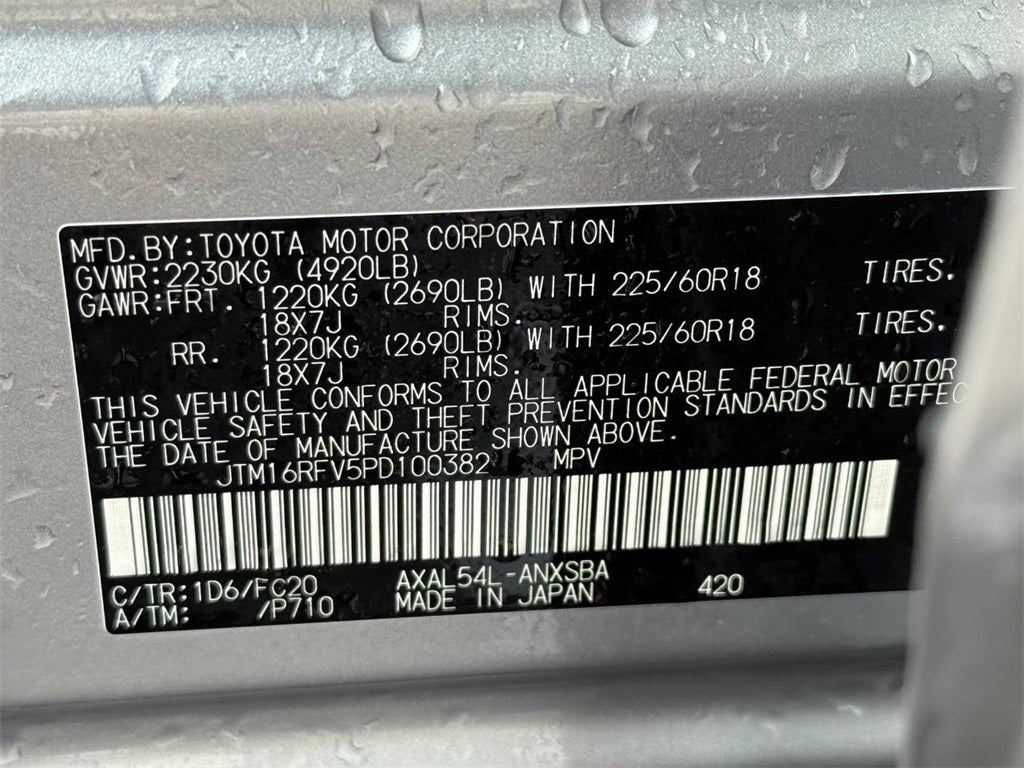 MFD.BY:TOYOTA MOTOR CORPORATION
GVWR:2230KG (4920LB)
GAWR:FRT. 1220KG (2690LB) WITH 225/60R18 TIRES.
18X7J RIMS.
RR. 1220KG (2690LB) WITH 225/60R18 TIRES.
18X7J RIMS.
THIS VEHICLE CONFORMS TO ALL APPLICABLE FEDERAL MOTOR
VEHICLE SAFETY AND THEFT PREVENTION STANDARDS IN EFFEC
THE DATE OF MANUFACTURE SHOWN ABOVE.
JTM16RFV5PD100382 MPV
C/TR:1D6/FC20 AXAL54L-ANXSBA 420
A/TM: /P710 MADE IN JAPAN